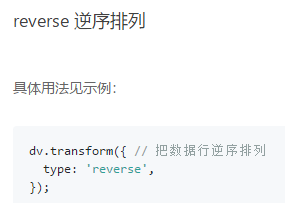 reverse 逆序排列
具体用法见示例：
dv.transform({ // 把数据行逆序排列
  type: 'reverse',
});